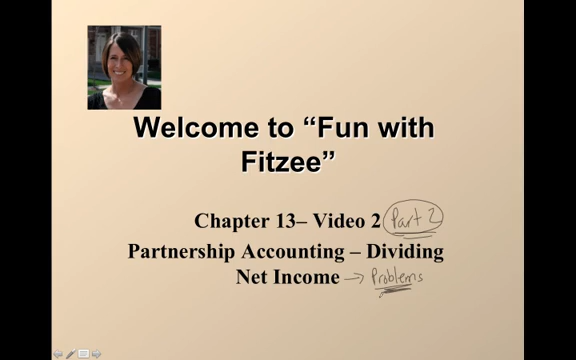 Welcome to “Fun with
Fitzee”
Chapter 13– Video 2 Part 2
Partnership Accounting – Dividing
Net Income → Problems